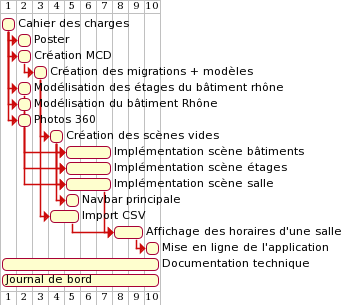 1 2 3 4 5 6 7 8 9 10
Cahier des charges
Poster
Création MCD
Création des migrations + modèles
Modélisation des étages du bâtiment rhône
Modélisation du bâtiment Rhône
Photos 360
Création des scènes vides
Implémentation scène bâtiments
Implémentation scène étages
Implémentation scène salle
Navbar principale
Import CSV
Affichage des horaires d'une salle
Mise en ligne de l'application
Documentation technique
Journal de bord
1 2 3 4 5 6 7 8 9 10